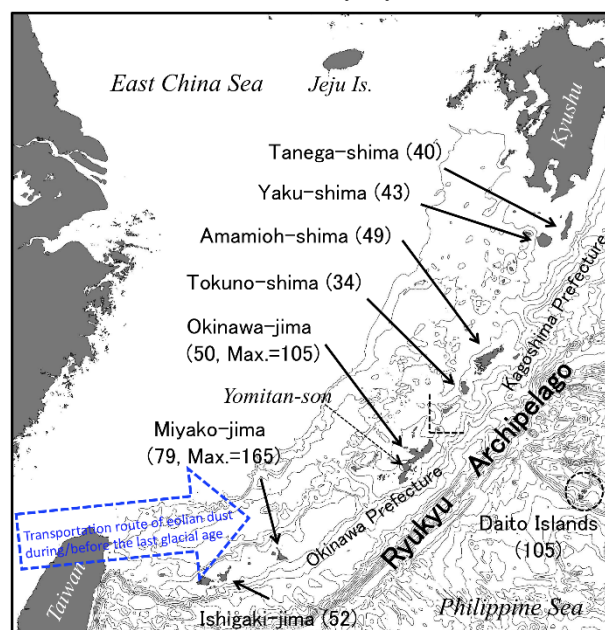 East China Sea
Jeju Is.
Kyushu
Tanega-shima (40)
Yaku-shima (43)
Amamioh-shima (49)
Tokuno-shima (34)
Okinawa-jima
(50, Max.=105)
Yomitan-son
Miyako-jima
(79, Max.=165)
Kagoshima Prefecture
Ryukyu Archipelago
Okinawa Prefecture
Transportation route of eolian dust
during/before the last glacial age
Daito Islands
(105)
Taiwan
Ishigaki-jima (52)
Philippine Sea